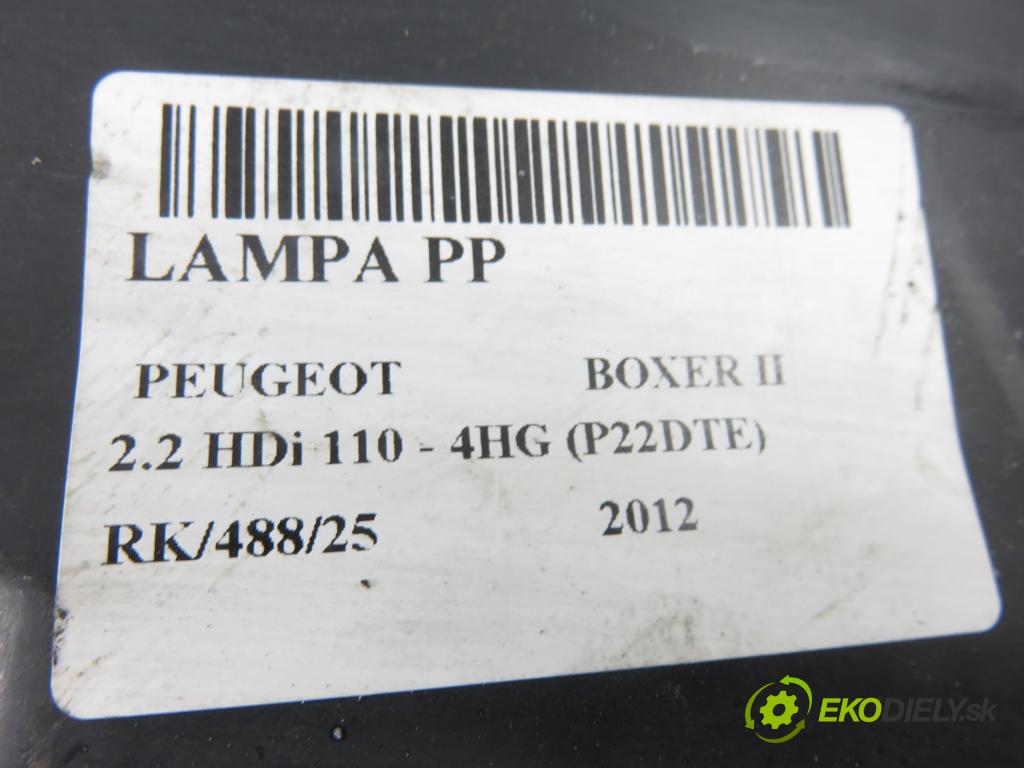 LAMPA PP
PEUGEOT BOXER II
2.2 HDi 110 - 4HG (P22DTE)
RK/488/25 2012
EKODIELY.sk